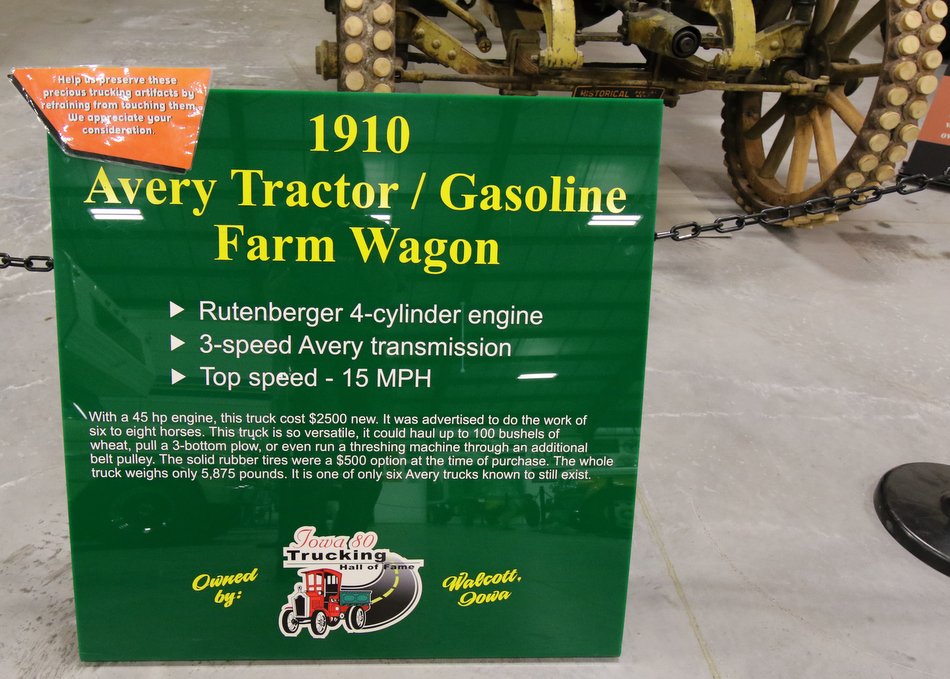 Help us preserve these
precious trucking artifacts by
refraining from touching them.
We appreciate your
consideration.
HISTORICAL
1910
Avery Tractor / Gasoline
Farm Wagon
▶ Rutenberger 4-cylinder engine
▶ 3-speed Avery transmission
▶ Top speed - 15 MPH
With a 45 hp engine, this truck cost $2500 new. It was advertised to do the work of
six to eight horses. This truck is so versatile, it could haul up to 100 bushels of
wheat, pull a 3-bottom plow, or even run a threshing machine through an additional
belt pulley. The solid rubber tires were a $500 option at the time of purchase. The whole
truck weighs only 5,875 pounds. It is one of only six Avery trucks known to still exist.
Iowa 80
Trucking
Hall of Fame
Owned
by:
Walcott,
Iowa